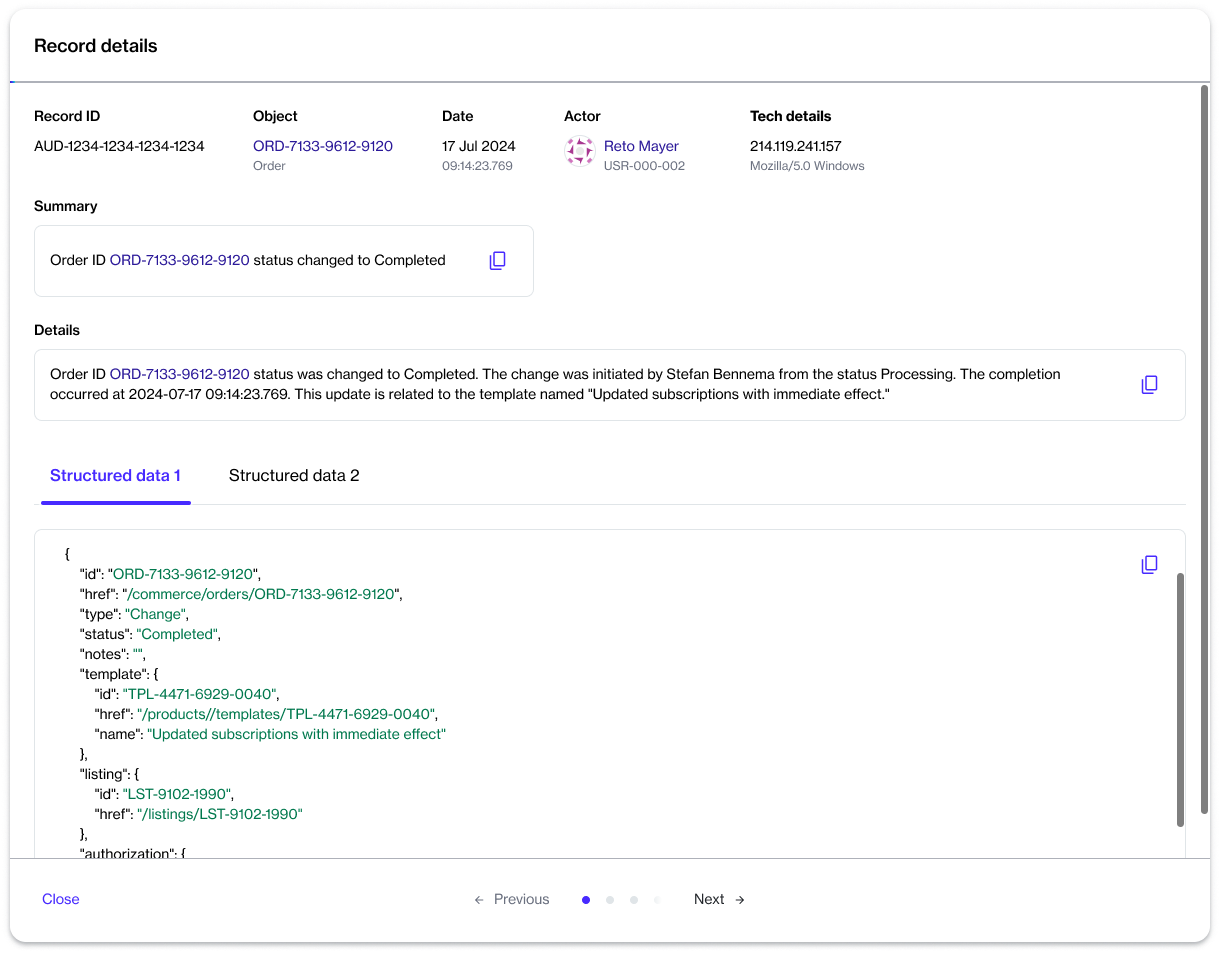 Record details
Record ID
Object
Date
Actor
Tech details
AUD-1234-1234-1234-1234
ORD-7133-9612-9120
17 Jul 2024
Reto Mayer
214.119.241.157
Order
09:14:23.769
USR-000-002
Mozilla/5.0 Windows
Summary
Order ID ORD-7133-9612-9120 status changed to Completed
Details
Order ID ORD-7133-9612-9120 status was changed to Completed. The change was initiated by Stefan Bennema from the status Processing. The completion
occurred at 2024-07-17 09:14:23.769. This update is related to the template named "Updated subscriptions with immediate effect."
Structured data 1
Structured data 2
{
"id": "ORD-7133-9612-9120",
"href": "/commerce/orders/ORD-7133-9612-9120",
"type": "Change",
"status": "Completed",
"notes": "",
"template": {
"id": "TPL-4471-6929-0040",
"href": "/products//templates/TPL-4471-6929-0040",
"name": "Updated subscriptions with immediate effect"
},
"listing": {
"id": "LST-9102-1990",
"href": "/listings/LST-9102-1990"
},
"authorization": {
Close
← Previous
Next →